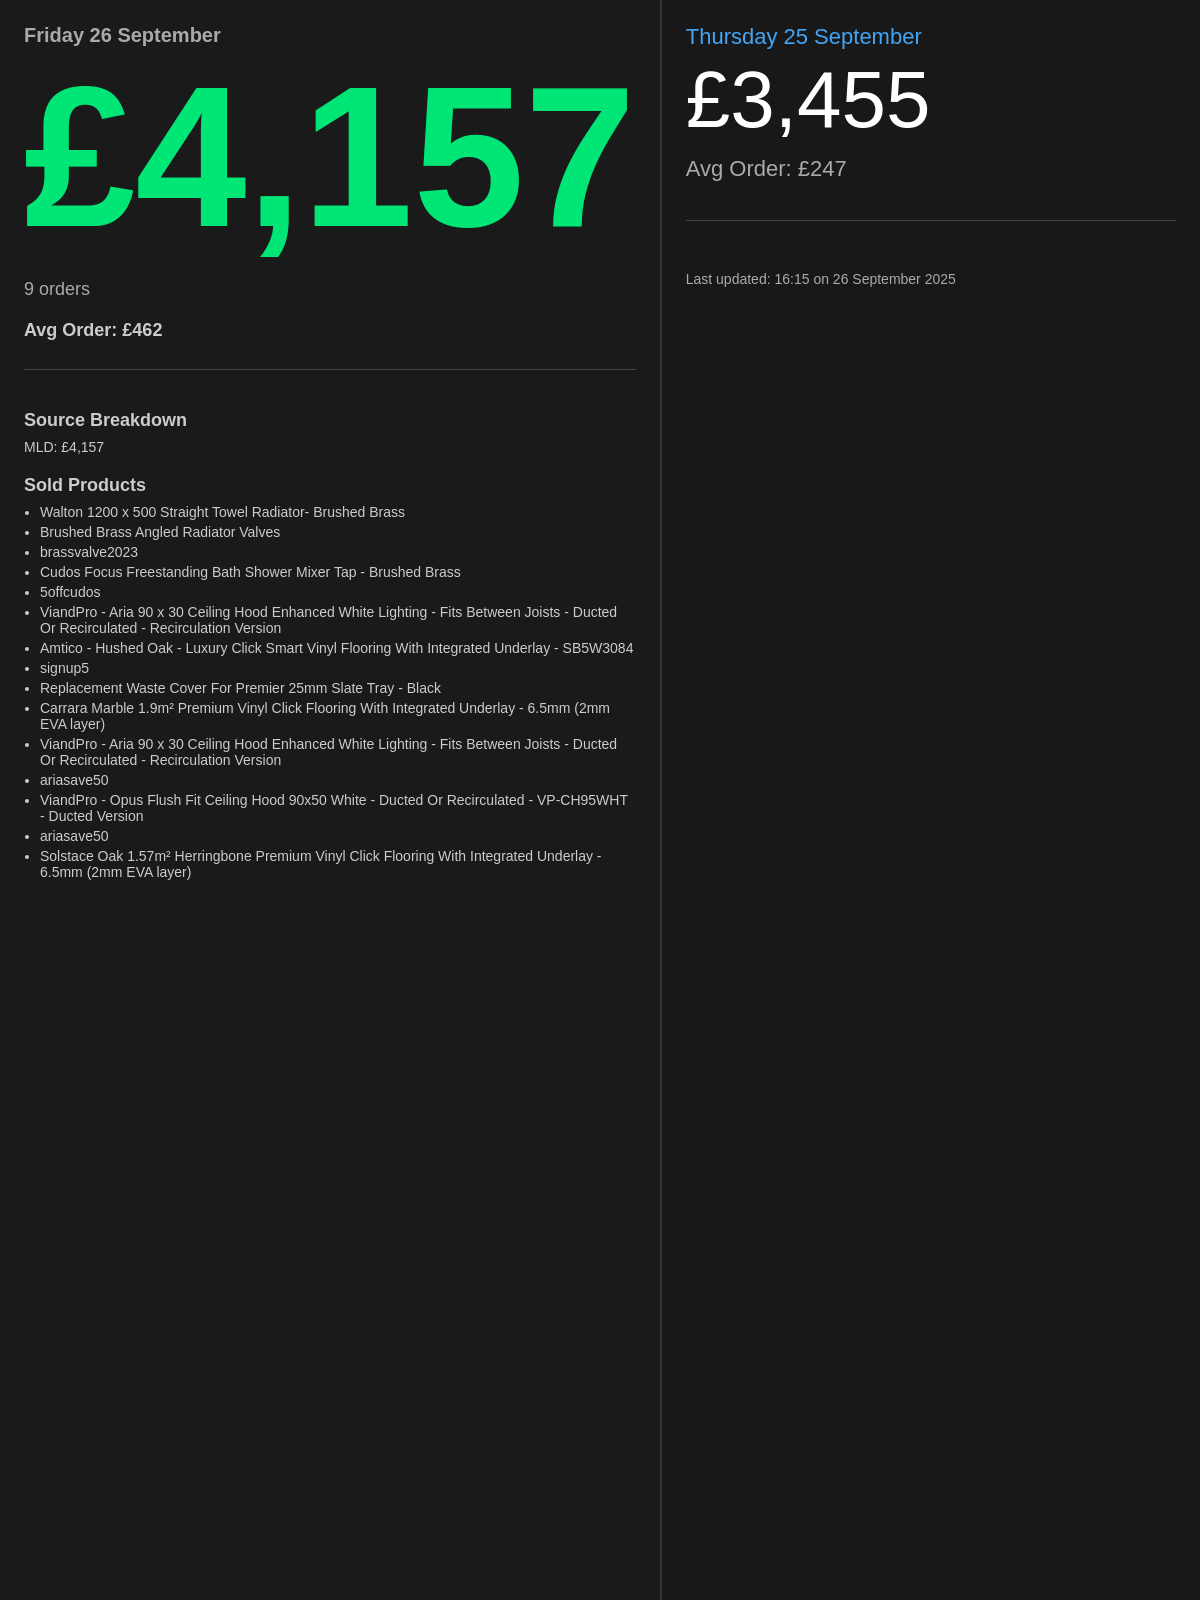 Friday 26 September
£4,157
9 orders
Avg Order: £462
Source Breakdown
MLD: £4,157
Sold Products
• Walton 1200 x 500 Straight Towel Radiator- Brushed Brass
• Brushed Brass Angled Radiator Valves
• brassvalve2023
• Cudos Focus Freestanding Bath Shower Mixer Tap - Brushed Brass
• 5offcudos
• ViandPro - Aria 90 x 30 Ceiling Hood Enhanced White Lighting - Fits Between Joists - Ducted
Or Recirculated - Recirculation Version
• Amtico - Hushed Oak - Luxury Click Smart Vinyl Flooring With Integrated Underlay - SB5W3084
• signup5
• Replacement Waste Cover For Premier 25mm Slate Tray - Black
• Carrara Marble 1.9m² Premium Vinyl Click Flooring With Integrated Underlay - 6.5mm (2mm
EVA layer)
• ViandPro - Aria 90 x 30 Ceiling Hood Enhanced White Lighting - Fits Between Joists - Ducted
Or Recirculated - Recirculation Version
• ariasave50
• ViandPro - Opus Flush Fit Ceiling Hood 90x50 White - Ducted Or Recirculated - VP-CH95WHT
- Ducted Version
• ariasave50
• Solstace Oak 1.57m² Herringbone Premium Vinyl Click Flooring With Integrated Underlay -
6.5mm (2mm EVA layer)
Thursday 25 September
£3,455
Avg Order: £247
Last updated: 16:15 on 26 September 2025